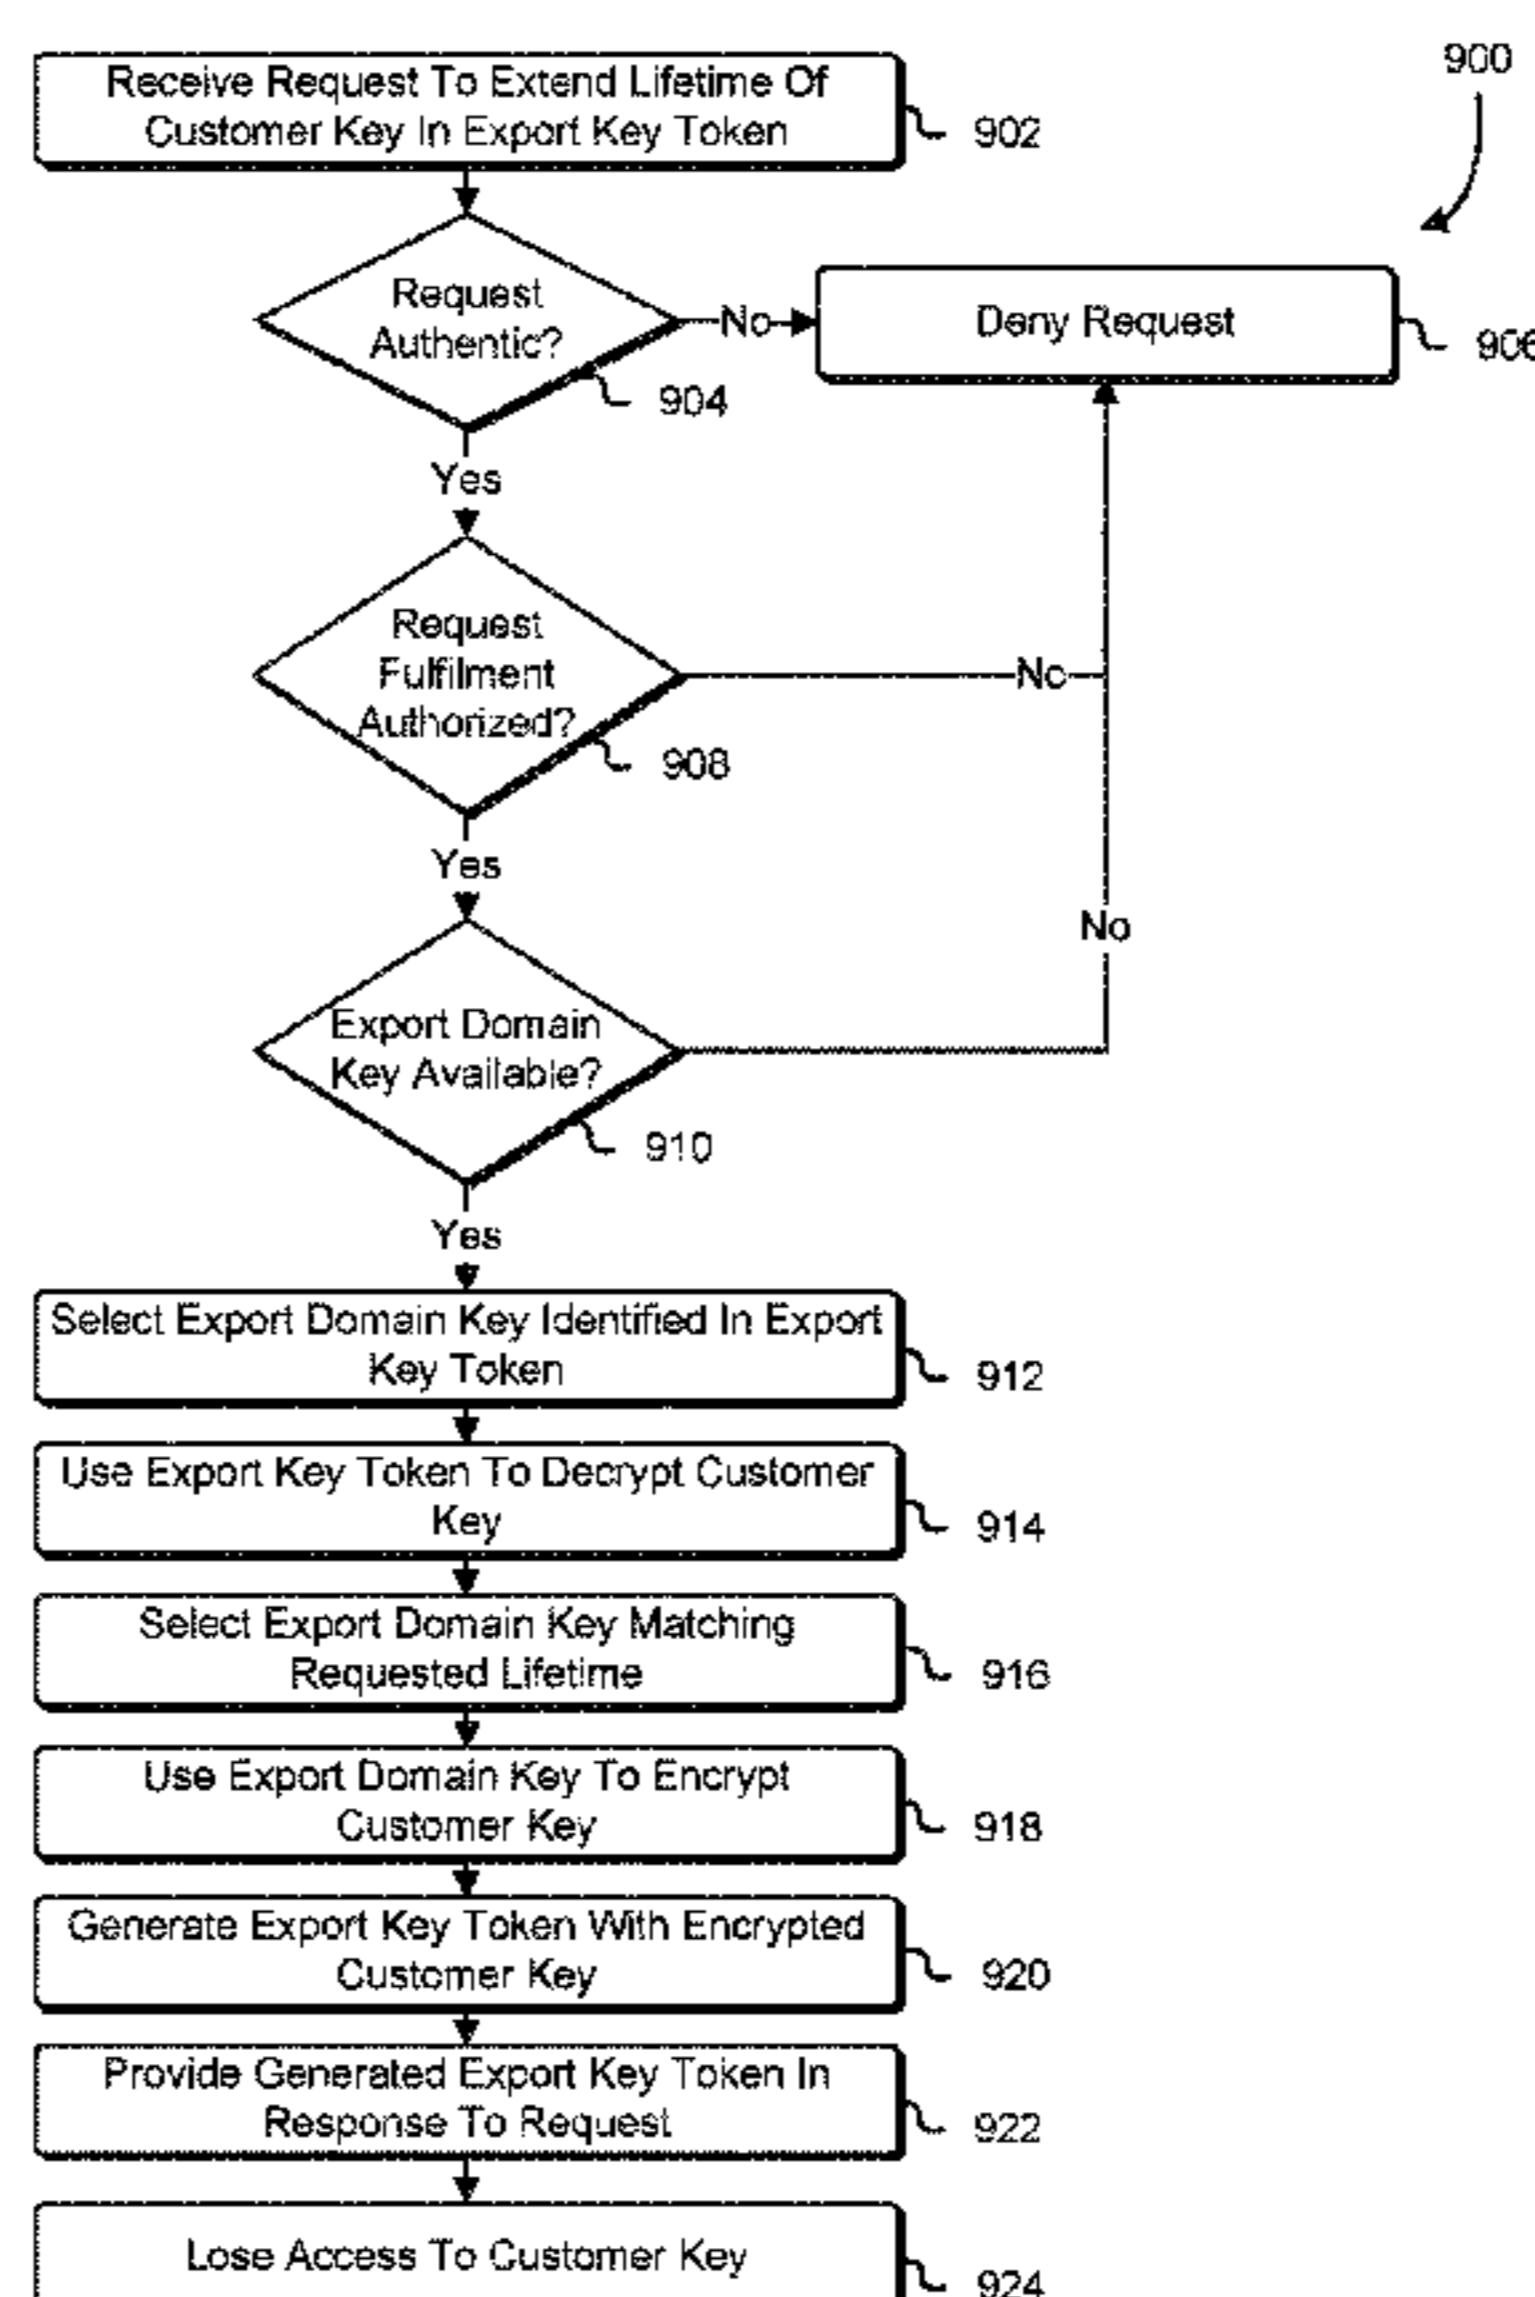 900
Receive Request To Extend Lifetime Of
Customer Key In Export Key Token
902
Request
Authentic?
904
No
Deny Request
906
Yes
Request
Fulfilment
Authorized?
908
No
Yes
Export Domain
Key Available?
910
No
Yes
Select Export Domain Key Identified In Export
Key Token
912
Use Export Key Token To Decrypt Customer
Key
914
Select Export Domain Key Matching
Requested Lifetime
916
Use Export Domain Key To Encrypt
Customer Key
918
Generate Export Key Token With Encrypted
Customer Key
920
Provide Generated Export Key Token In
Response To Request
922
Lose Access To Customer Key
924